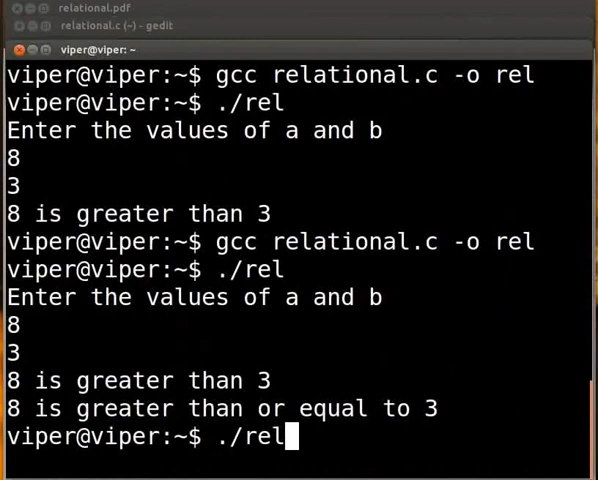 relational.pdf
relational.c (~) - gedit
viper@viper: ~
viper@viper:~$ gcc relational.c -o rel
viper@viper:~$ ./rel
Enter the values of a and b
8
3
8 is greater than 3
viper@viper:~$ gcc relational.c -o rel
viper@viper:~$ ./rel
Enter the values of a and b
8
3
8 is greater than 3
8 is greater than or equal to 3
viper@viper:~$ ./rel